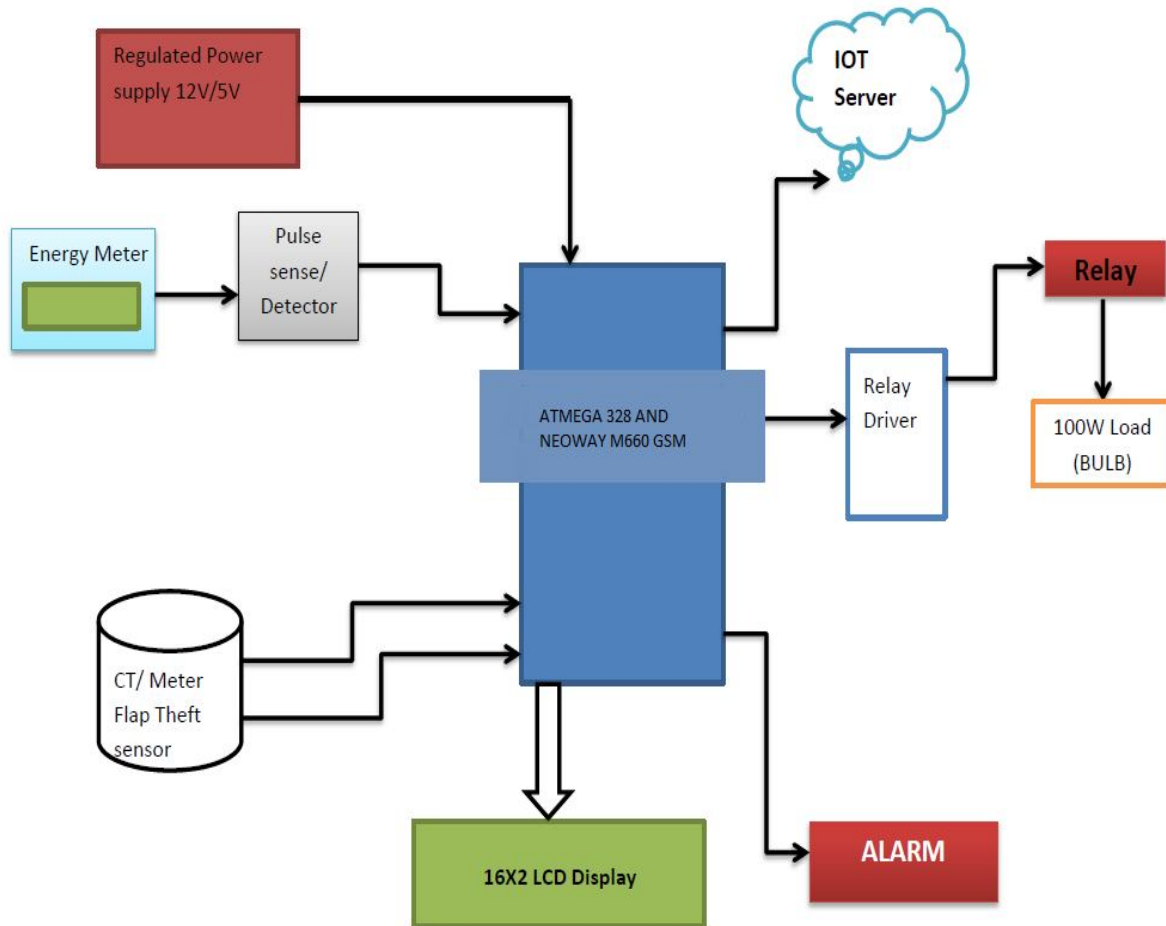 Regulated Power
supply 12V/5V
IOT
Server
Energy Meter
Pulse
sense/
Detector
Relay
ATMEGA 328 AND
NEOWAY M660 GSM
Relay
Driver
100W Load
(BULB)
CT/ Meter
Flap Theft
sensor
16X2 LCD Display
ALARM